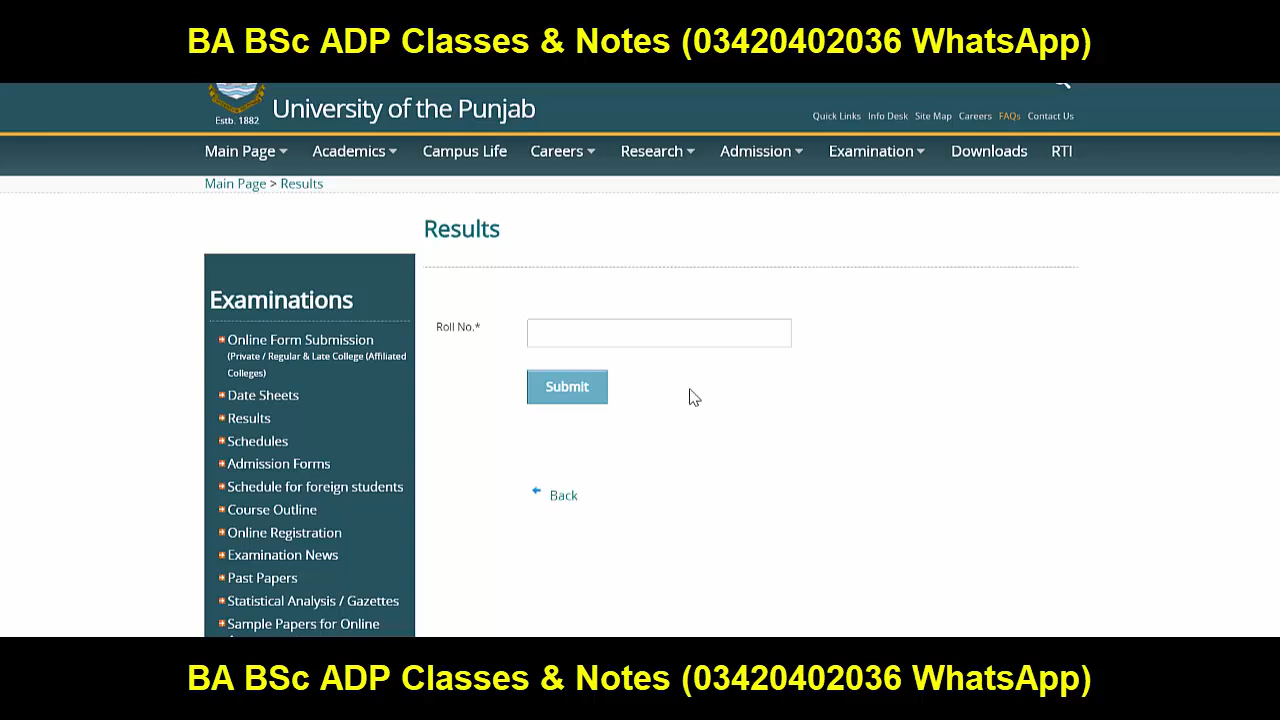 BA BSc ADP Classes & Notes (03420402036 WhatsApp)
Estb. 1882
University of the Punjab
Quick Links Info Desk Site Map Careers FAQs Contact Us
Main Page Academics Campus Life Careers Research Admission Examination Downloads RTI
Main Page > Results
Results
Examinations
Online Form Submission
(Private / Regular & Late College (Affiliated
Colleges)
Date Sheets
Results
Schedules
Admission Forms
Schedule for foreign students
Course Outline
Online Registration
Examination News
Past Papers
Statistical Analysis / Gazettes
Sample Papers for Online
Roll No.*
Submit
Back
BA BSc ADP Classes & Notes (03420402036 WhatsApp)